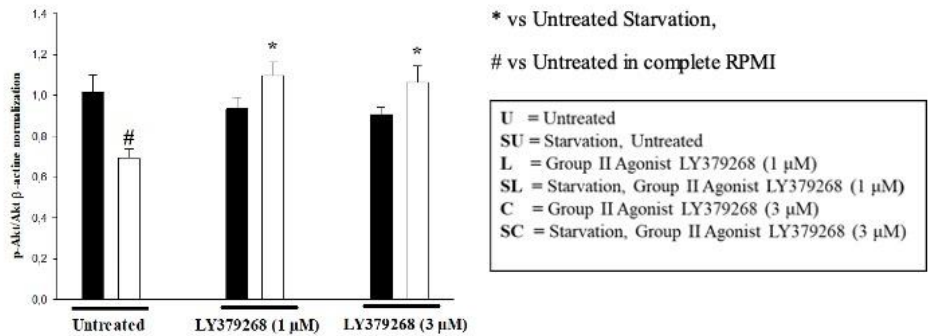 p-Akt/Akt β-actine normalization
1,4
1,2
1,0
0,8
0,6
0,4
0,2
0,0
#
*
*
Untreated
LY379268 (1 μM)
LY379268 (3 μM)
* vs Untreated Starvation,
# vs Untreated in complete RPMI
U = Untreated
SU = Starvation, Untreated
L = Group II Agonist LY379268 (1 μM)
SL = Starvation, Group II Agonist LY379268 (1 μM)
C = Group II Agonist LY379268 (3 μM)
SC = Starvation, Group II Agonist LY379268 (3 μM)